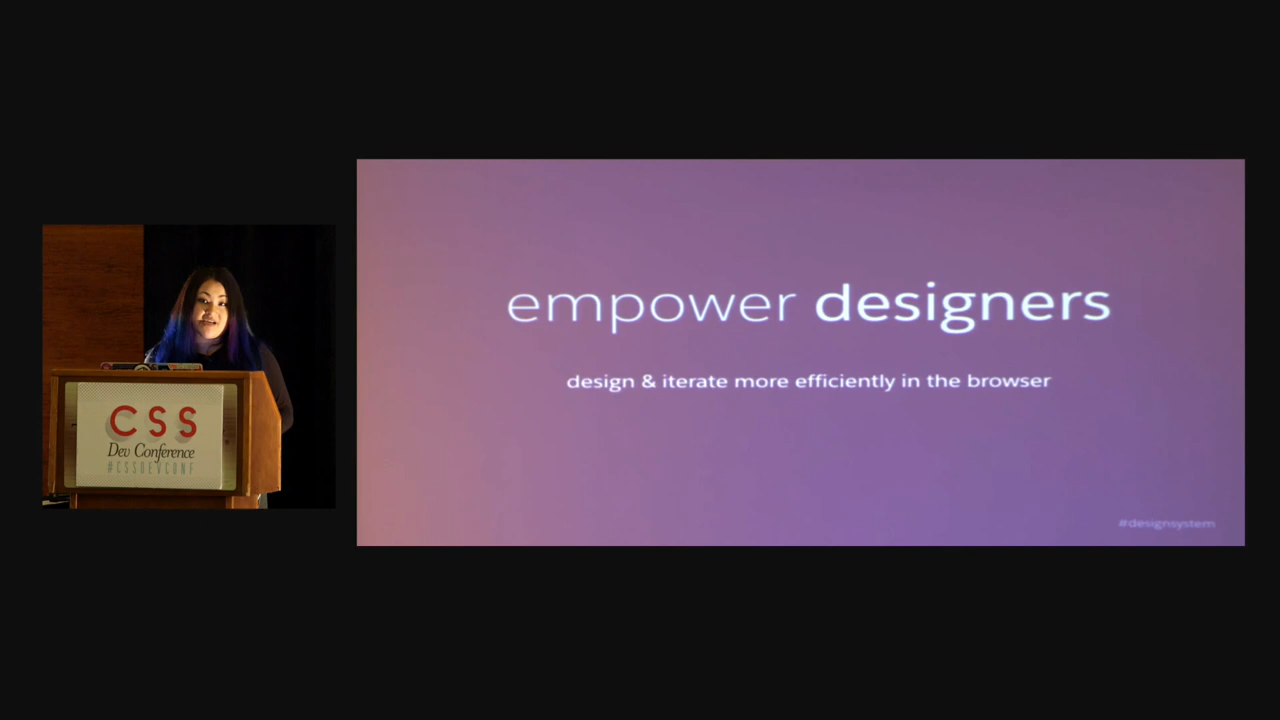 CSS
Dev Conference
#CSSDEVCONF
empower designers
design & iterate more efficiently in the browser
#designsystem